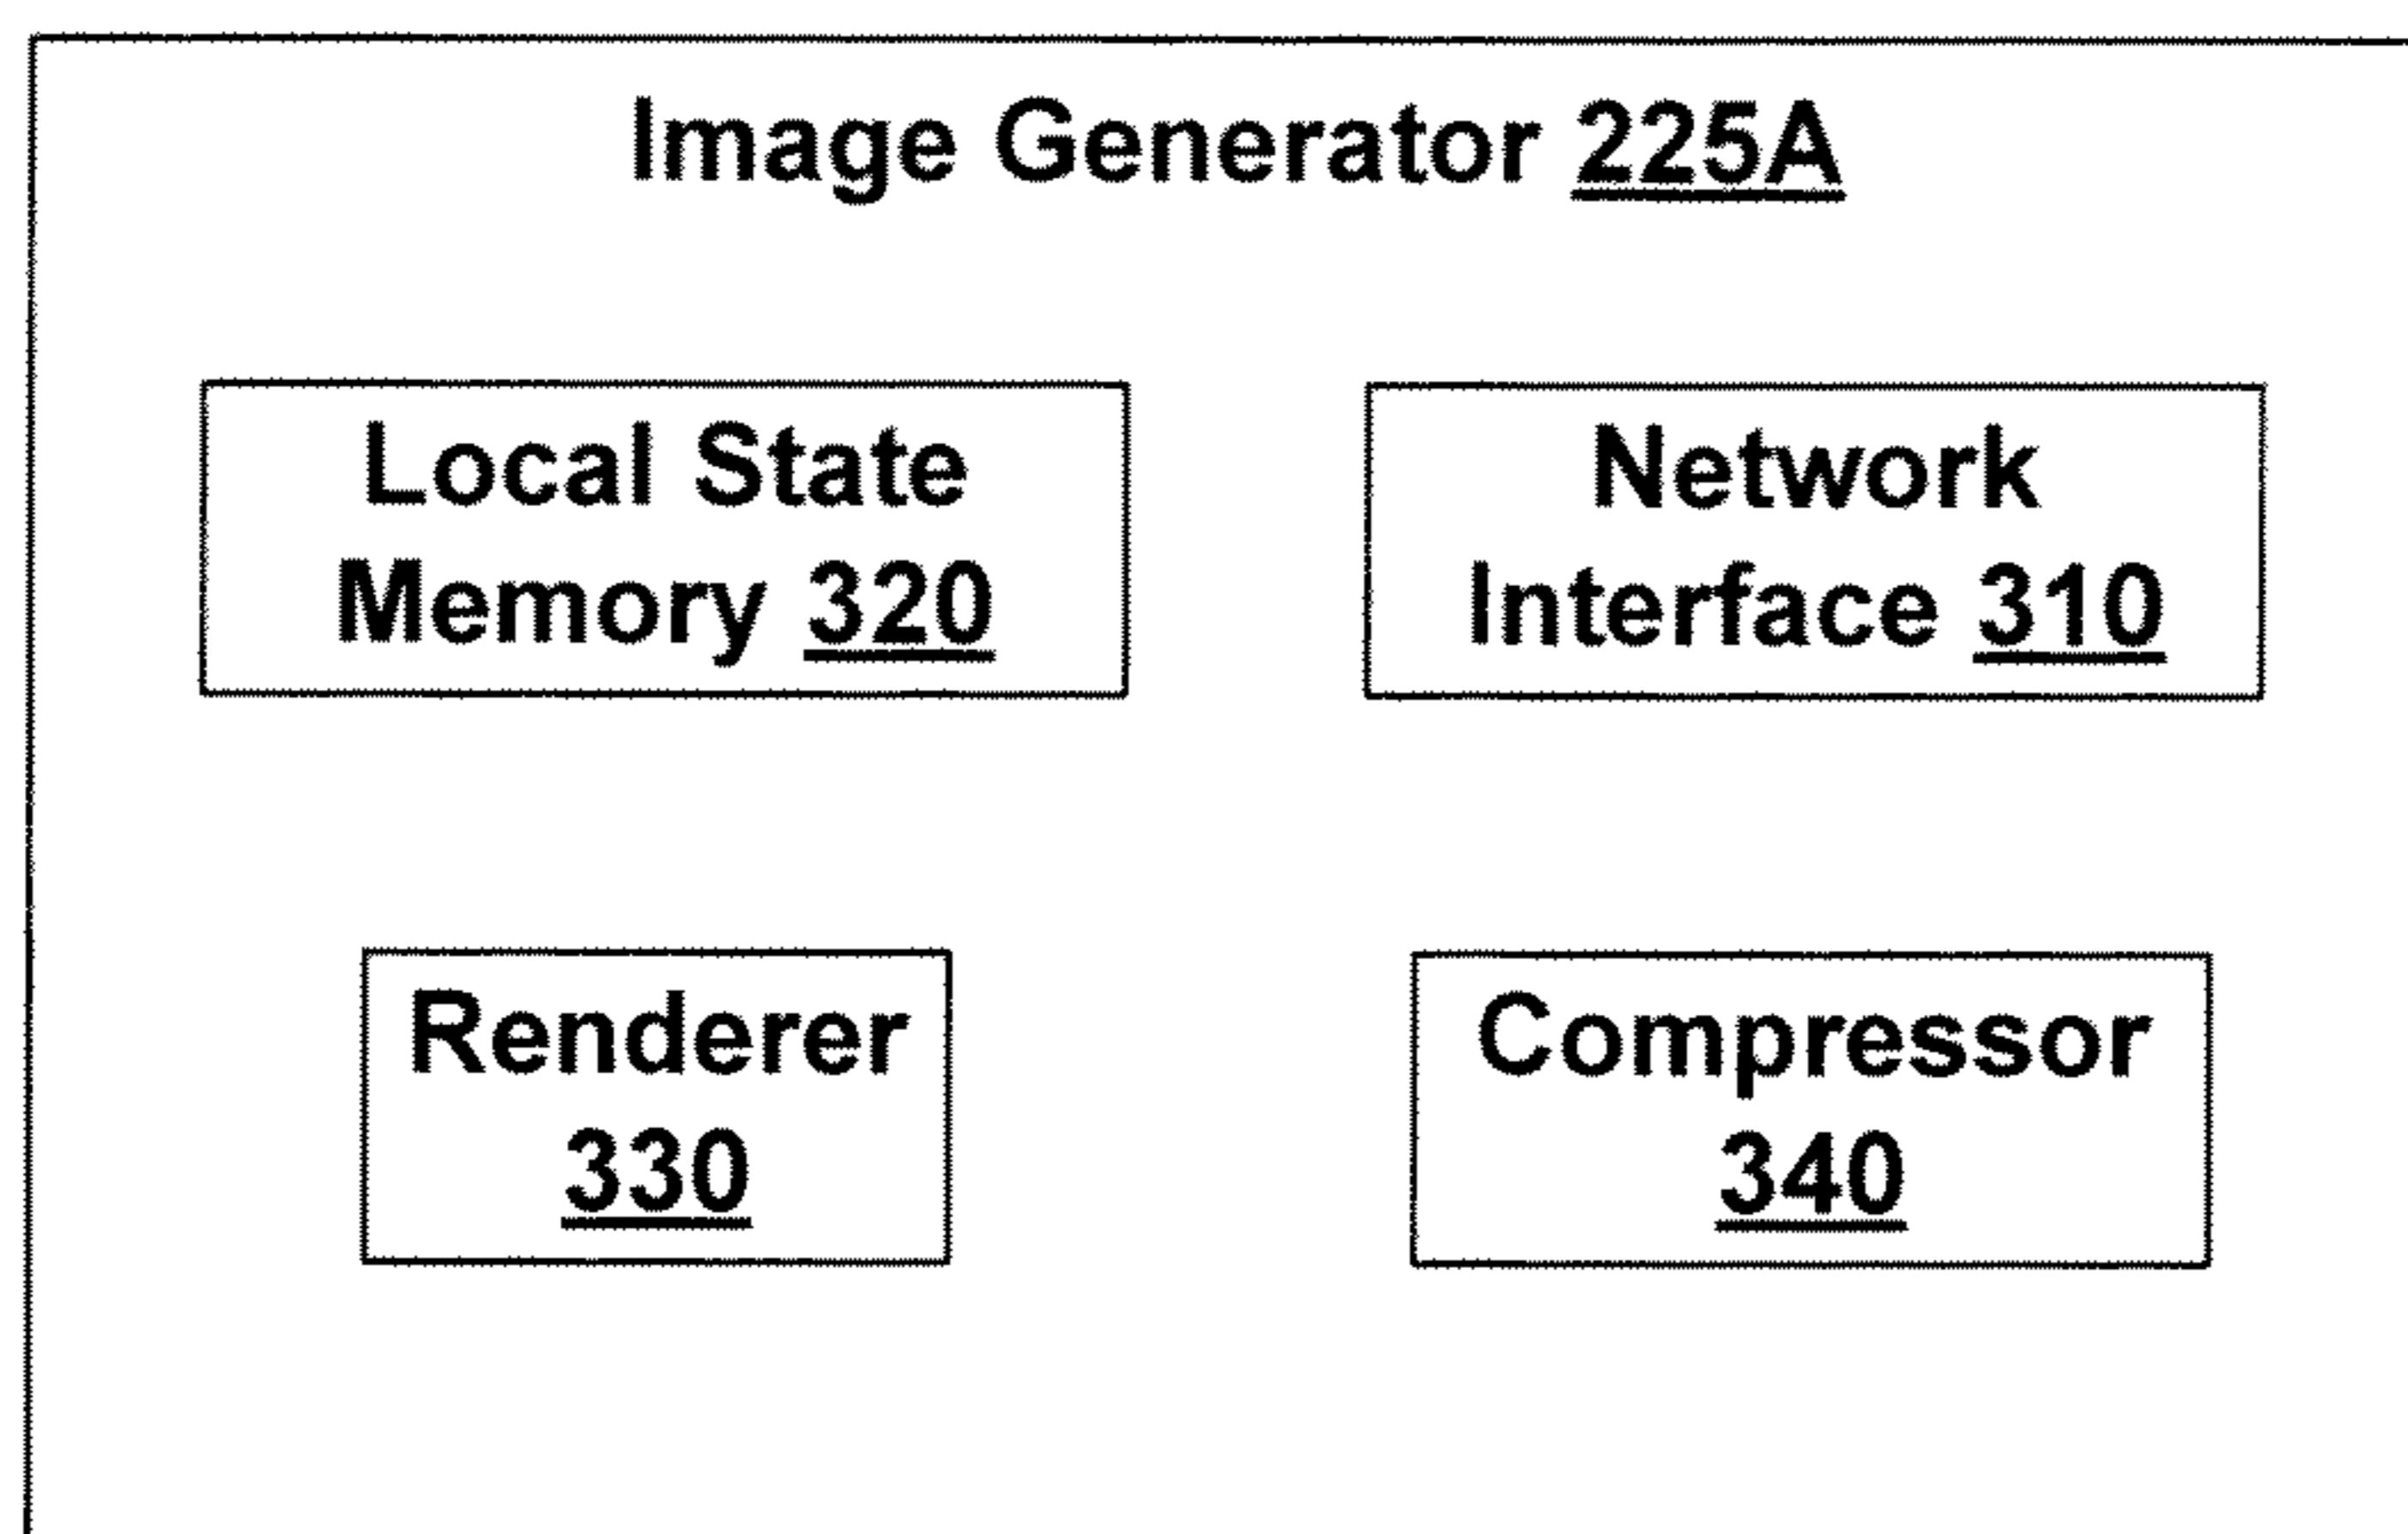 Image Generator 225A
Local State
Memory 320
Network
Interface 310
Renderer
330
Compressor
340